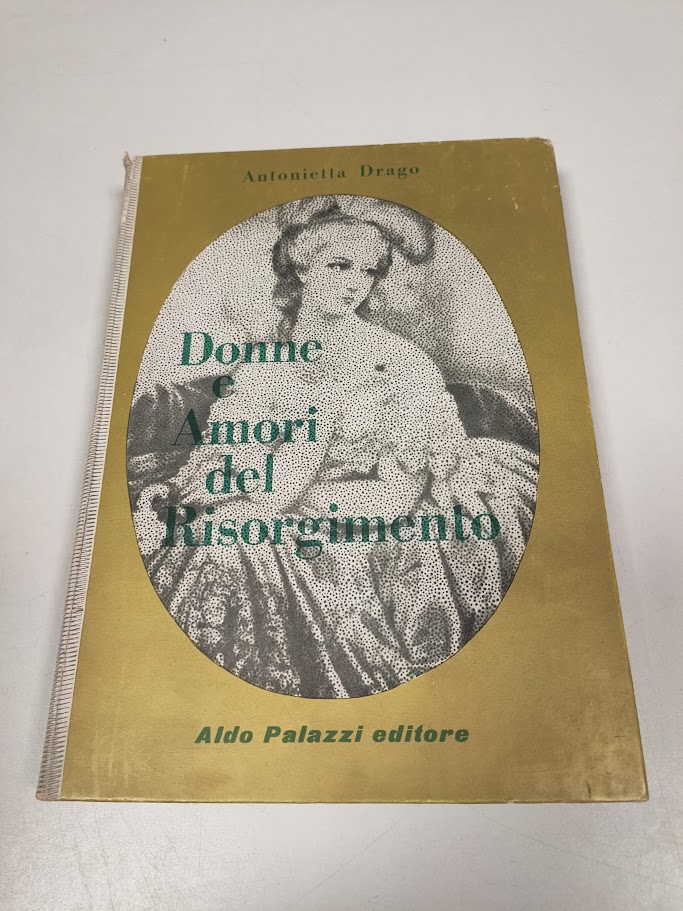 Antonietta Drago
Donne
e
Amori
del
Risorgimento
Aldo Palazzi editore